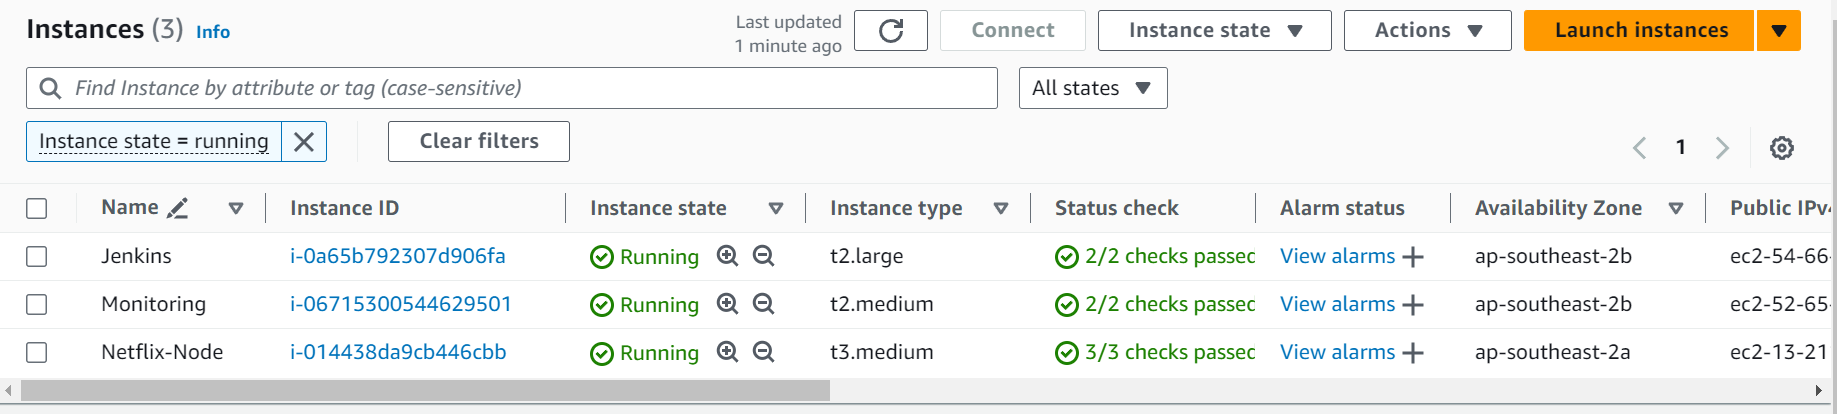 Instances (3) Info
Last updated
1 minute ago
Connect
Instance state
Actions
Launch instances
Find Instance by attribute or tag (case-sensitive)
All states
Instance state = running
Clear filters
1
Name Instance ID Instance state Instance type Status check Alarm status Availability Zone Public IPv4
Jenkins i-0a65b792307d906fa Running t2.large 2/2 checks passed View alarms ap-southeast-2b ec2-54-66-
Monitoring i-06715300544629501 Running t2.medium 2/2 checks passed View alarms ap-southeast-2b ec2-52-65-
Netflix-Node i-014438da9cb446cbb Running t3.medium 3/3 checks passed View alarms ap-southeast-2a ec2-13-21